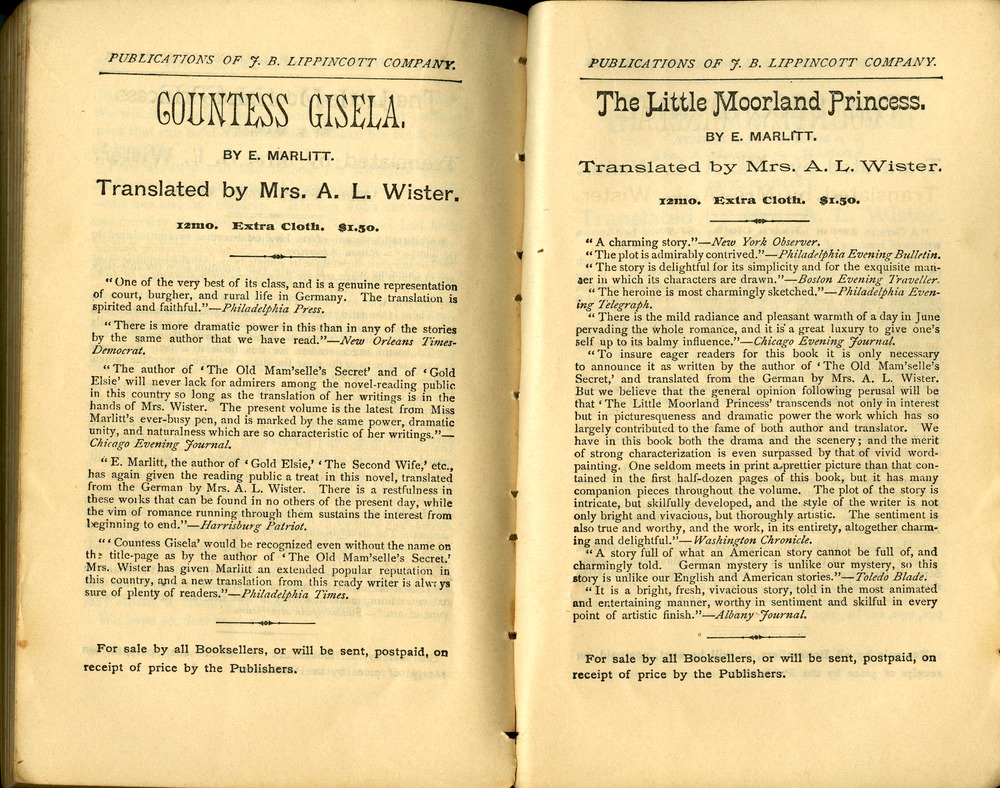 PUBLICATIONS OF J. B. LIPPINCOTT COMPANY.
COUNTESS GISELA.
BY E. MARLITT.
Translated by Mrs. A. L. Wister.
12mo. Extra Cloth. $1.50.
“One of the very best of its class, and is a genuine representation
of court, burgher, and rural life in Germany. The translation is
spirited and faithful.”—Philadelphia Press.
“There is more dramatic power in this than in any of the stories
by the same author that we have read.”—New Orleans Times-
Democrat.
“The author of ‘The Old Mam’selle’s Secret’ and of ‘Gold
Elsie’ will never lack for admirers among the novel-reading public
in this country so long as the translation of her writings is in the
hands of Mrs. Wister. The present volume is the latest from Miss
Marlitt’s ever-busy pen, and is marked by the same power, dramatic
unity, and naturalness which are so characteristic of her writings.”—
Chicago Evening Journal.
“E. Marlitt, the author of ‘Gold Elsie,’ ‘The Second Wife,’ etc.,
has again given the reading public a treat in this novel, translated
from the German by Mrs. A. L. Wister. There is a restfulness in
these works that can be found in no others of the present day, while
the vim of romance running through them sustains the interest from
beginning to end.”—Harrisburg Patriot.
“‘Countess Gisela’ would be recognized even without the name on
the title-page as by the author of ‘The Old Mam’selle’s Secret.’
Mrs. Wister has given Marlitt an extended popular reputation in
this country, and a new translation from this ready writer is always
sure of plenty of readers.”—Philadelphia Times.
For sale by all Booksellers, or will be sent, postpaid, on
receipt of price by the Publishers.
PUBLICATIONS OF J. B. LIPPINCOTT COMPANY.
The Little Moorland Princess.
BY E. MARLITT.
Translated by Mrs. A. L. Wister.
12mo. Extra Cloth. $1.50.
“A charming story.”—New York Observer.
“The plot is admirably contrived.”—Philadelphia Evening Bulletin.
“The story is delightful for its simplicity and for the exquisite man-
ner in which its characters are drawn.”—Boston Evening Traveller.
“The heroine is most charmingly sketched.”—Philadelphia Even-
ing Telegraph.
“There is the mild radiance and pleasant warmth of a day in June
pervading the whole romance, and it is a great luxury to give one’s
self up to its balmy influence.”—Chicago Evening Journal.
“To insure eager readers for this book it is only necessary
to announce it as written by the author of ‘The Old Mam’selle’s
Secret,’ and translated from the German by Mrs. A. L. Wister.
But we believe that the general opinion following perusal will be
that ‘The Little Moorland Princess’ transcends not only in interest
but in picturesqueness and dramatic power the work which has so
largely contributed to the fame of both author and translator. We
have in this book both the drama and the scenery; and the merit
of strong characterization is even surpassed by that of vivid word-
painting. One seldom meets in print a prettier picture than that con-
tained in the first half-dozen pages of this book, but it has many
companion pieces throughout the volume. The plot of the story is
intricate, but skilfully developed, and the style of the writer is not
only bright and vivacious, but thoroughly artistic. The sentiment is
also true and worthy, and the work, in its entirety, altogether charm-
ing and delightful.”—Washington Chronicle.
“A story full of what an American story cannot be full of, and
charmingly told. German mystery is unlike our mystery, so this
story is unlike our English and American stories.”—Toledo Blade.
“It is a bright, fresh, vivacious story, told in the most animated
and entertaining manner, worthy in sentiment and skilful in every
point of artistic finish.”—Albany Journal.
For sale by all Booksellers, or will be sent, postpaid, on
receipt of price by the Publishers.